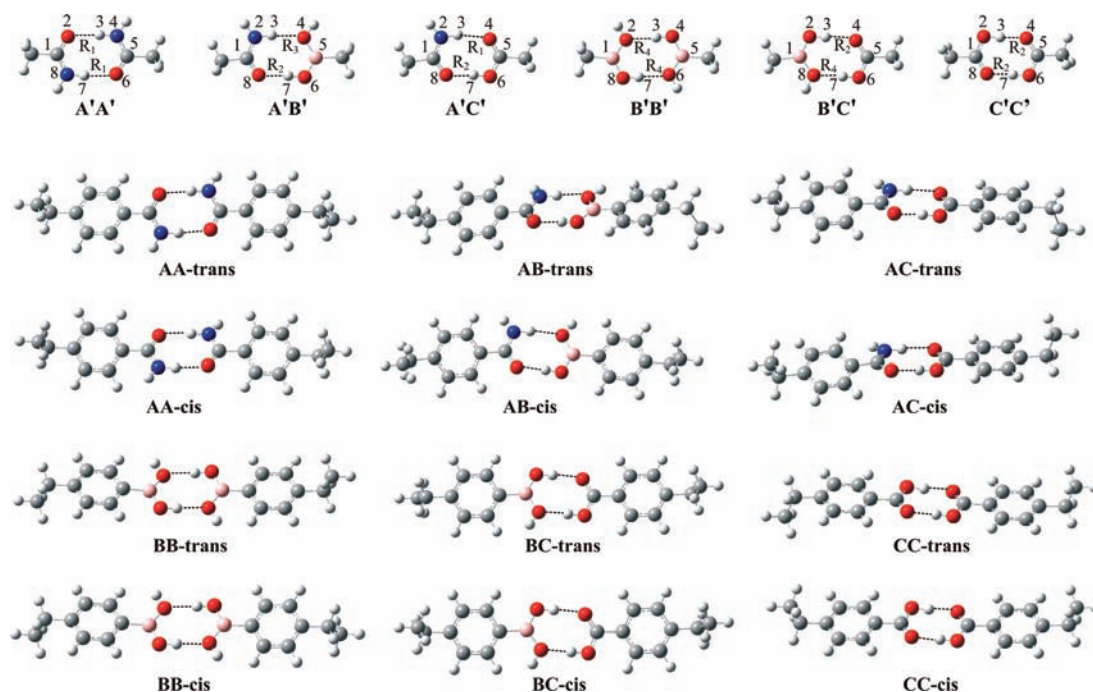 2 3 4
1 R1 5
8 R1 6
7
A'A'
2 3 4
1 R3 5
R2
8 7 6
A'B'
2 3 4
1 R1 5
R2
8 7 6
A'C'
2 3 4
1 R4 5
R4
8 7 6
B'B'
2 3 4
1 R2 5
R4
8 7 6
B'C'
2 3 4
1 R2 5
R2
8 7 6
C'C'
AA-trans
AB-trans
AC-trans
AA-cis
AB-cis
AC-cis
BB-trans
BC-trans
CC-trans
BB-cis
BC-cis
CC-cis